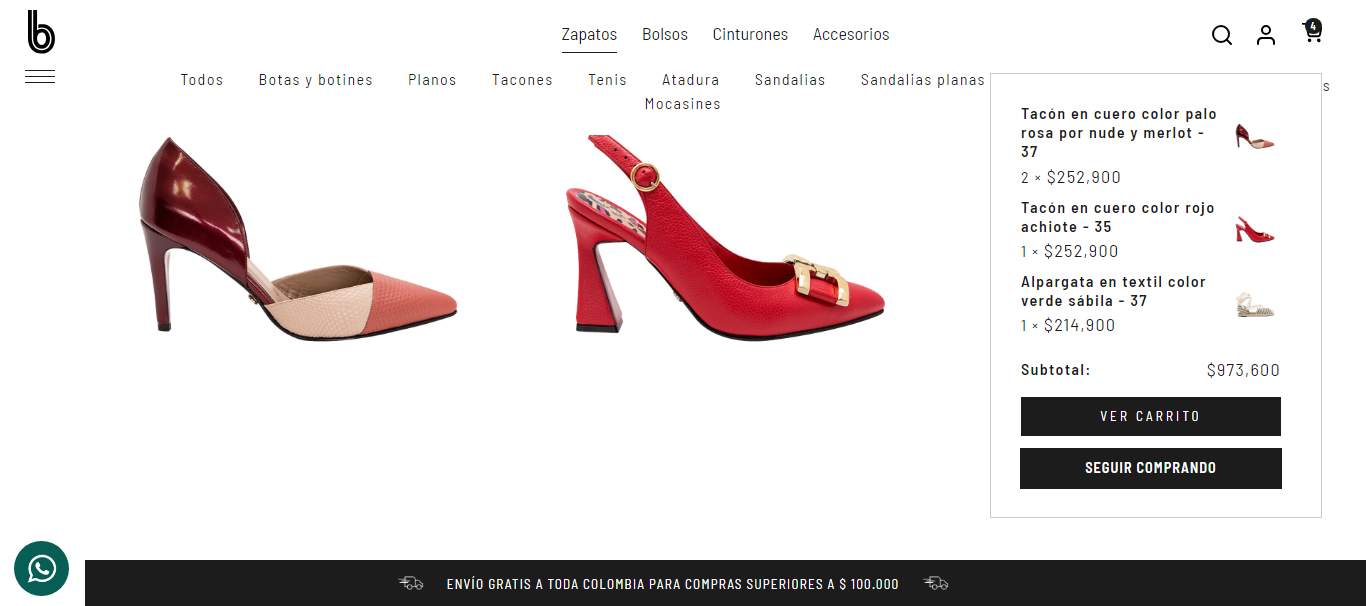 b
Zapatos Bolsos Cinturones Accesorios
4
Todos Botas y botines Planos Tacones Tenis Atadura Sandalias Sandalias planas
s
Mocasines
Tacón en cuero color palo
rosa por nude y merlot -
37
2 × $252,900
Tacón en cuero color rojo
achiote - 35
1 × $252,900
Alpargata en textil color
verde sábila - 37
1 × $214,900
Subtotal: $973,600
VER CARRITO
SEGUIR COMPRANDO
ENVÍO GRATIS A TODA COLOMBIA PARA COMPRAS SUPERIORES A $ 100.000